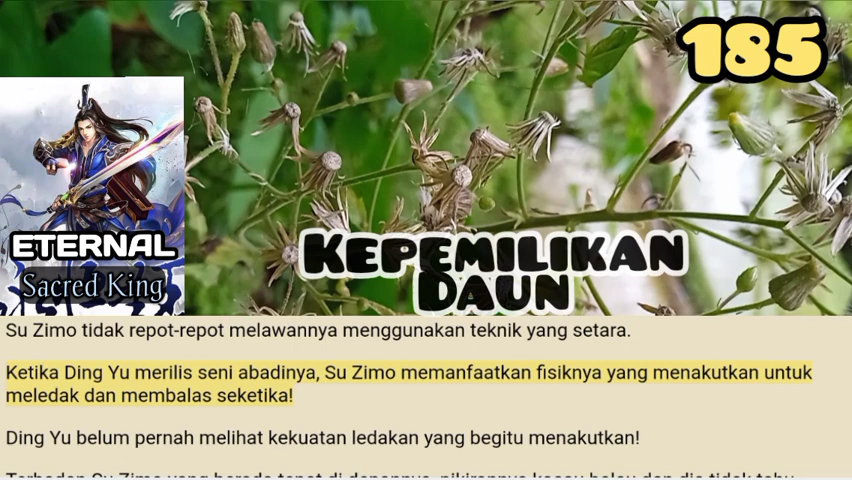 185
ETERNAL
Sacred King
KEPEMILIKAN
DAUN
Su Zimo tidak repot-repot melawannya menggunakan teknik yang setara.
Ketika Ding Yu merilis seni abadinya, Su Zimo memanfaatkan fisiknya yang menakutkan untuk
meledak dan membalas seketika!
Ding Yu belum pernah melihat kekuatan ledakan yang begitu menakutkan!